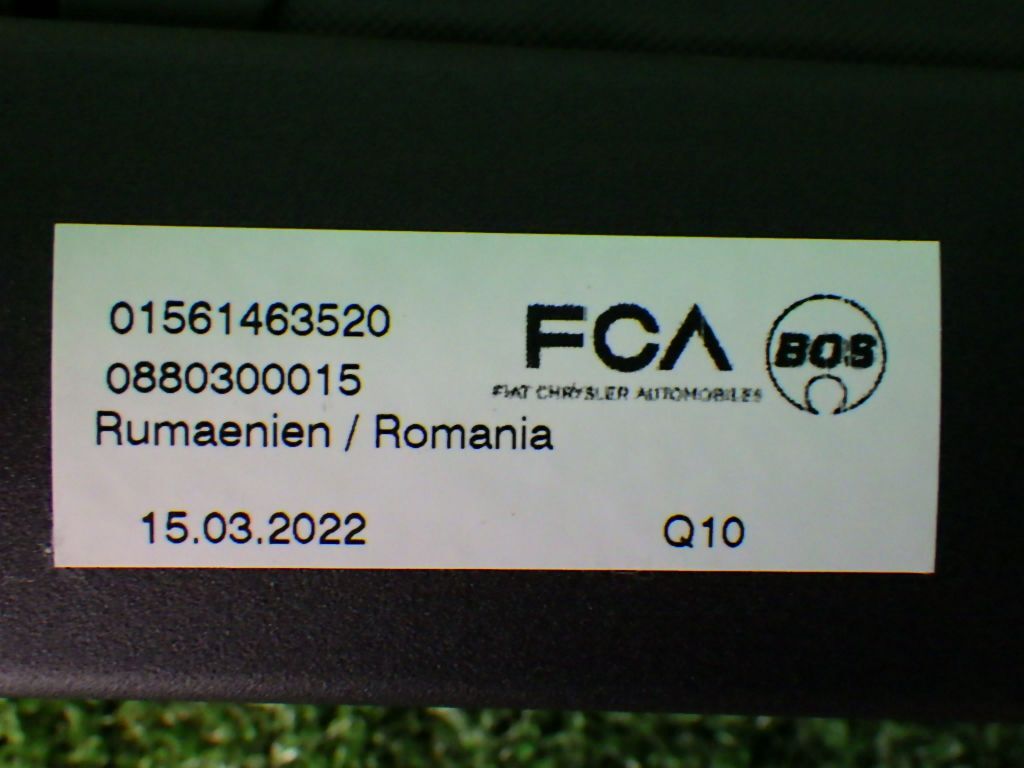 01561463520
0880300015
Rumaenien / Romania
FCA
FIAT CHRYSLER AUTOMOBILES
BOS
15.03.2022 Q10